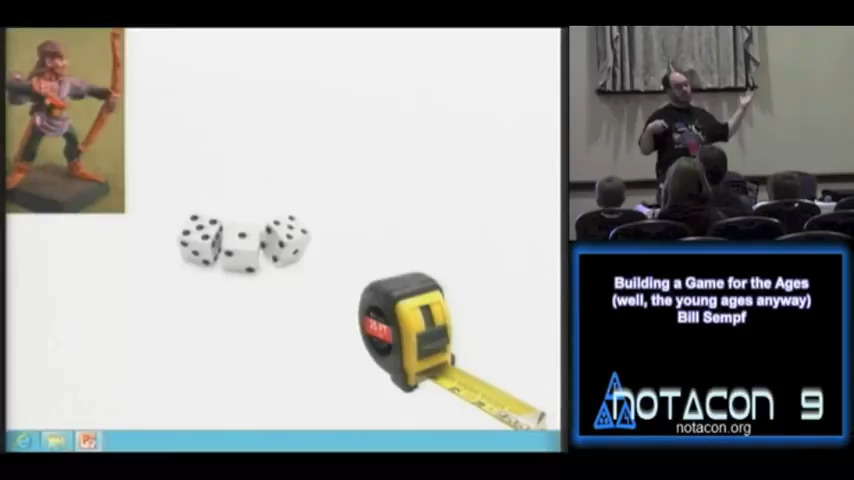 25 FT
Building a Game for the Ages
(well, the young ages anyway)
Bill Sempf
NOTACON 9
notacon.org